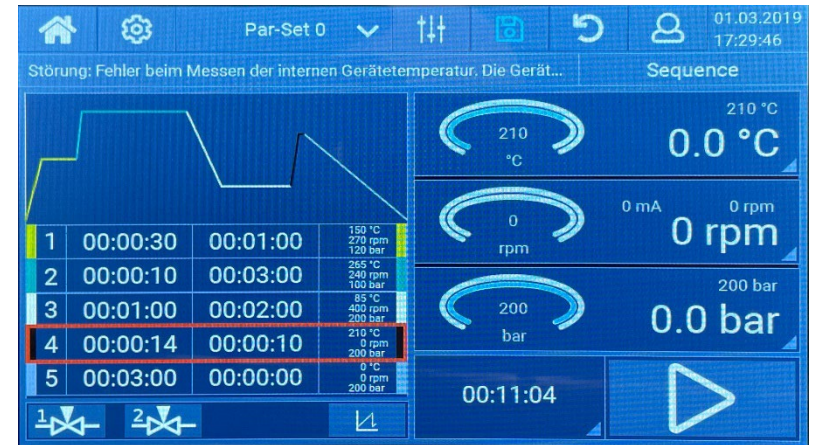 Par-Set 0
01.03.2019
17:29:46
Störung: Fehler beim Messen der internen Gerätetemperatur. Die Gerät...
Sequence
1 00:00:30 00:01:00 150 °C 270 rpm 120 bar
2 00:00:10 00:03:00 265 °C 240 rpm 100 bar
3 00:01:00 00:02:00 85 °C 400 rpm 200 bar
4 00:00:14 00:00:10 210 °C 0 rpm 200 bar
5 00:03:00 00:00:00 0 °C 0 rpm 200 bar
1 2
210 °C
210 °C
0.0 °C
0 rpm
0 mA 0 rpm
0 rpm
200 bar
200 bar
0.0 bar
00:11:04